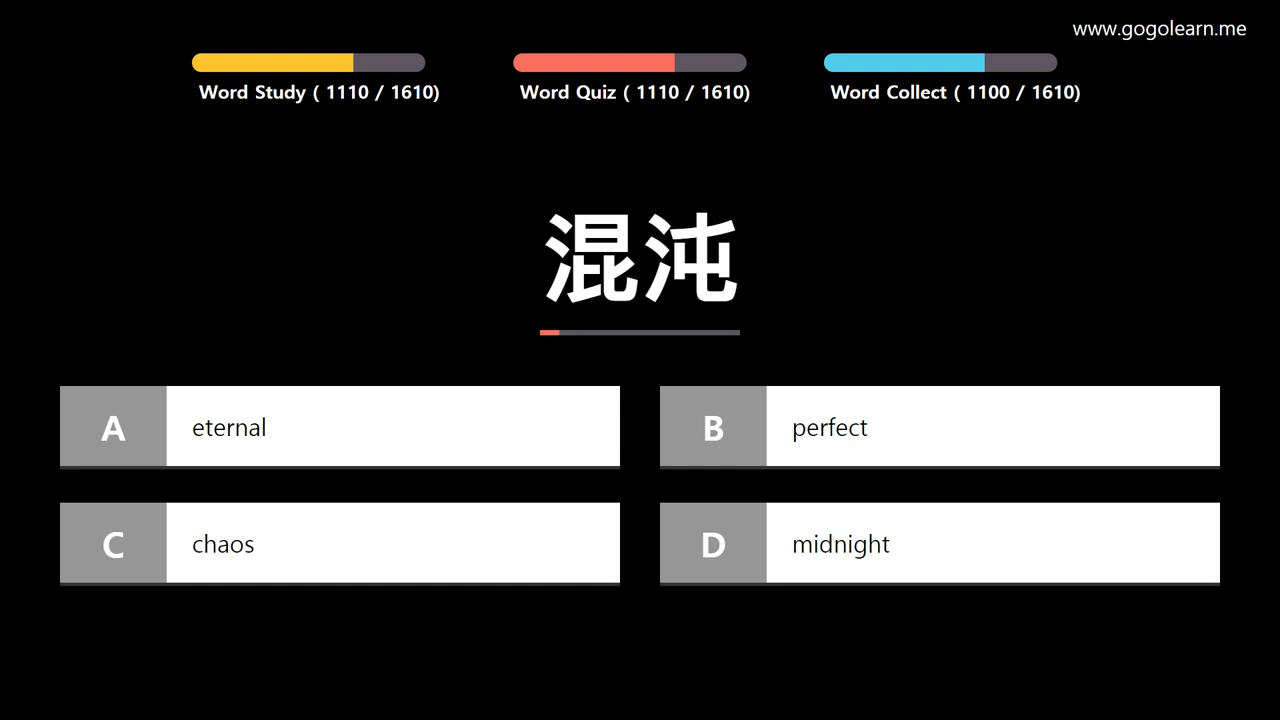 www.gogolearn.me
Word Study ( 1110 / 1610)
Word Quiz ( 1110 / 1610)
Word Collect ( 1100 / 1610)
混沌
A eternal
B perfect
C chaos
D midnight